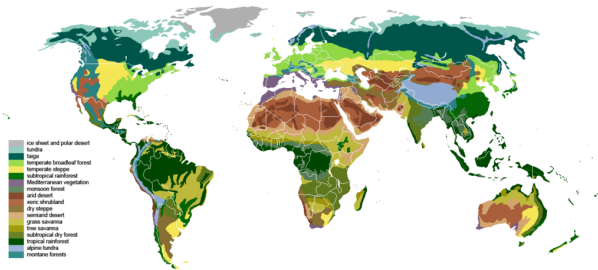 ice sheet and polar desert
tundra
taiga
temperate broadleaf forest
temperate steppe
subtropical rainforest
Mediterranean vegetation
monsoon forest
arid desert
xeric shrubland
dry steppe
semiarid desert
grass savanna
tree savanna
subtropical dry forest
tropical rainforest
alpine tundra
montane forests